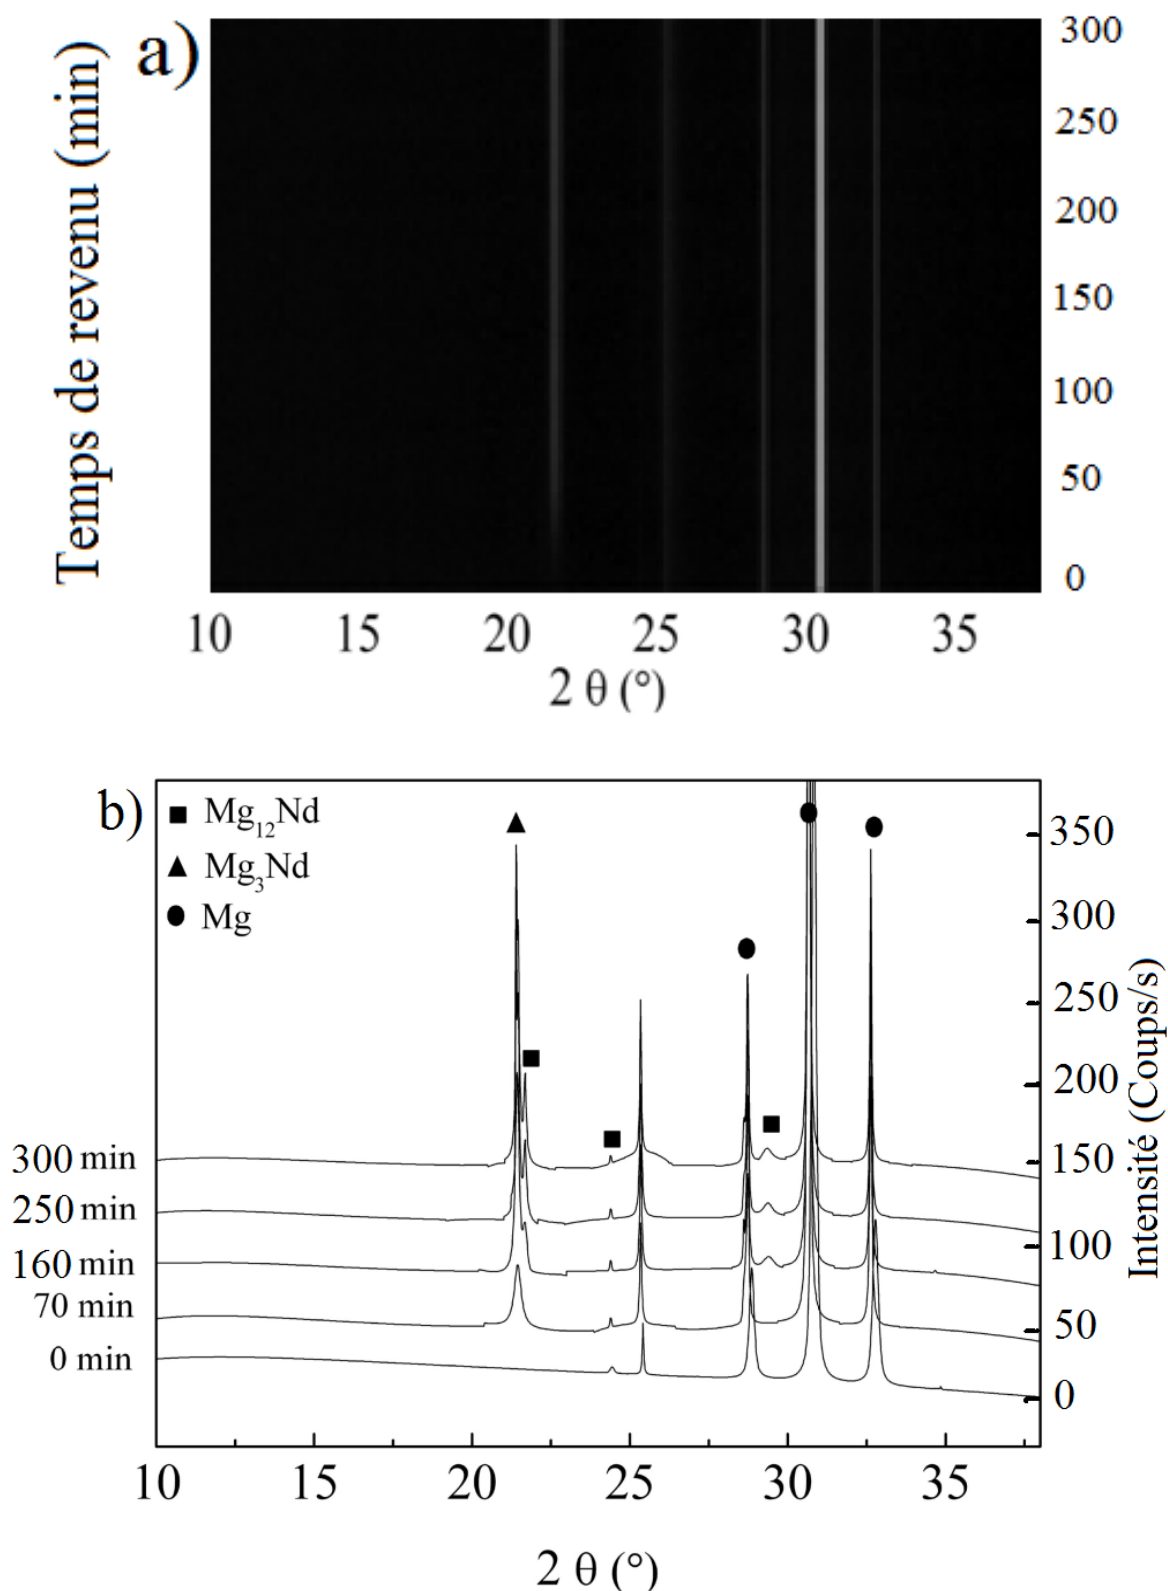 a)
Temps de revenu (min)
300
250
200
150
100
50
0
10 15 20 25 30 35
2 θ (°)
b)
■ Mg₁₂Nd
▲ Mg₃Nd
● Mg
350
300
250
200
150
100
50
0
Intensité (Coups/s)
300 min
250 min
160 min
70 min
0 min
10 15 20 25 30 35
2 θ (°)